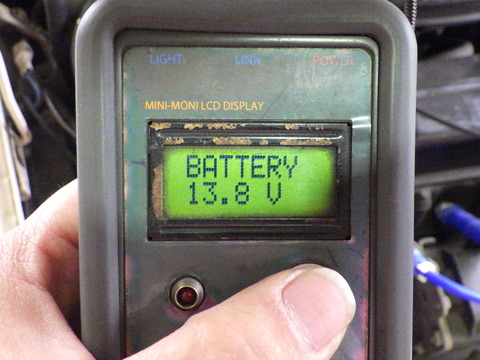 LIGHT LINK POWER
MINI-MONI LCD DISPLAY
BATTERY
13.8 V